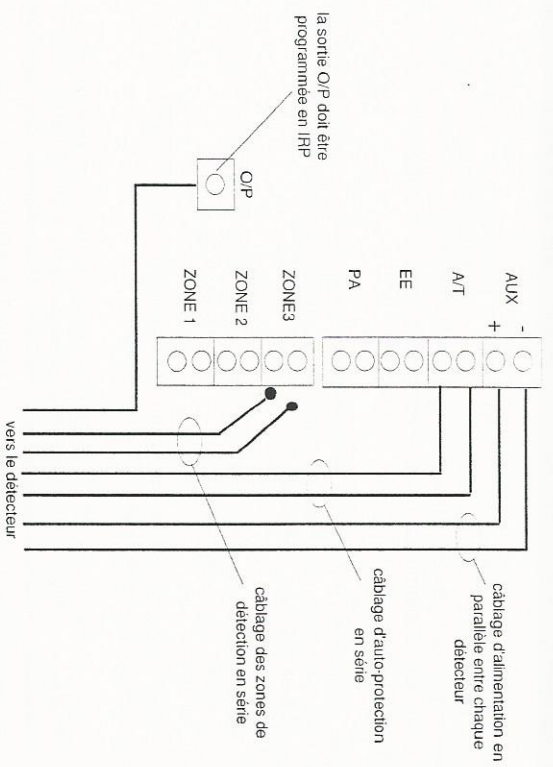 câblage d'alimentation en
parallèle entre chaque
détecteur
câblage d'auto-protection
en série
câblage des zones de
détection en série
AUX
- +
A/T
EE
PA
ZONE3
ZONE 2
ZONE 1
O/P
la sortie O/P doit être
programmée en IRP
vers le détecteur